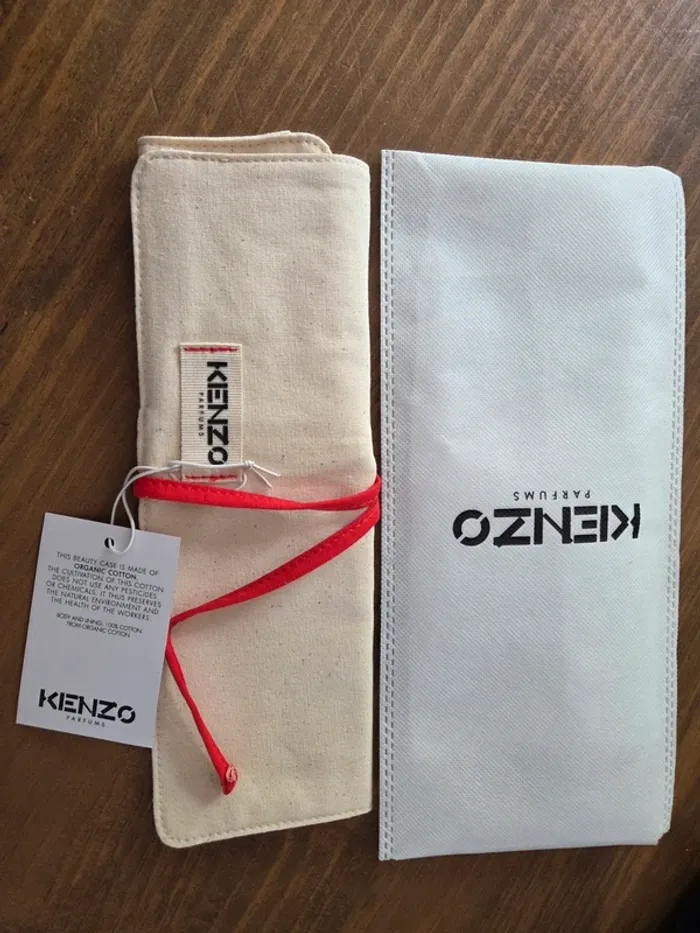 KENZO
PARFUMS
THIS BEAUTY CASE IS MADE OF
ORGANIC COTTON.
THE CULTIVATION OF THIS COTTON
DOES NOT USE ANY PESTICIDES
OR CHEMICALS. IT THUS PRESERVES
THE NATURAL ENVIRONMENT AND
THE HEALTH OF THE WORKERS.
BODY AND LINING: 100% COTTON
FROM ORGANIC COTTON
KENZO
PARFUMS
KENZO
PARFUMS